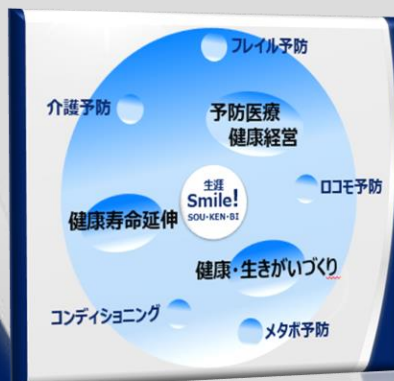 フレイル予防
介護予防
予防医療
健康経営
生涯
Smile!
SOU・KEN・BI
ロコモ予防
健康寿命延伸
健康・生きがいづくり
コンディショニング
メタボ予防